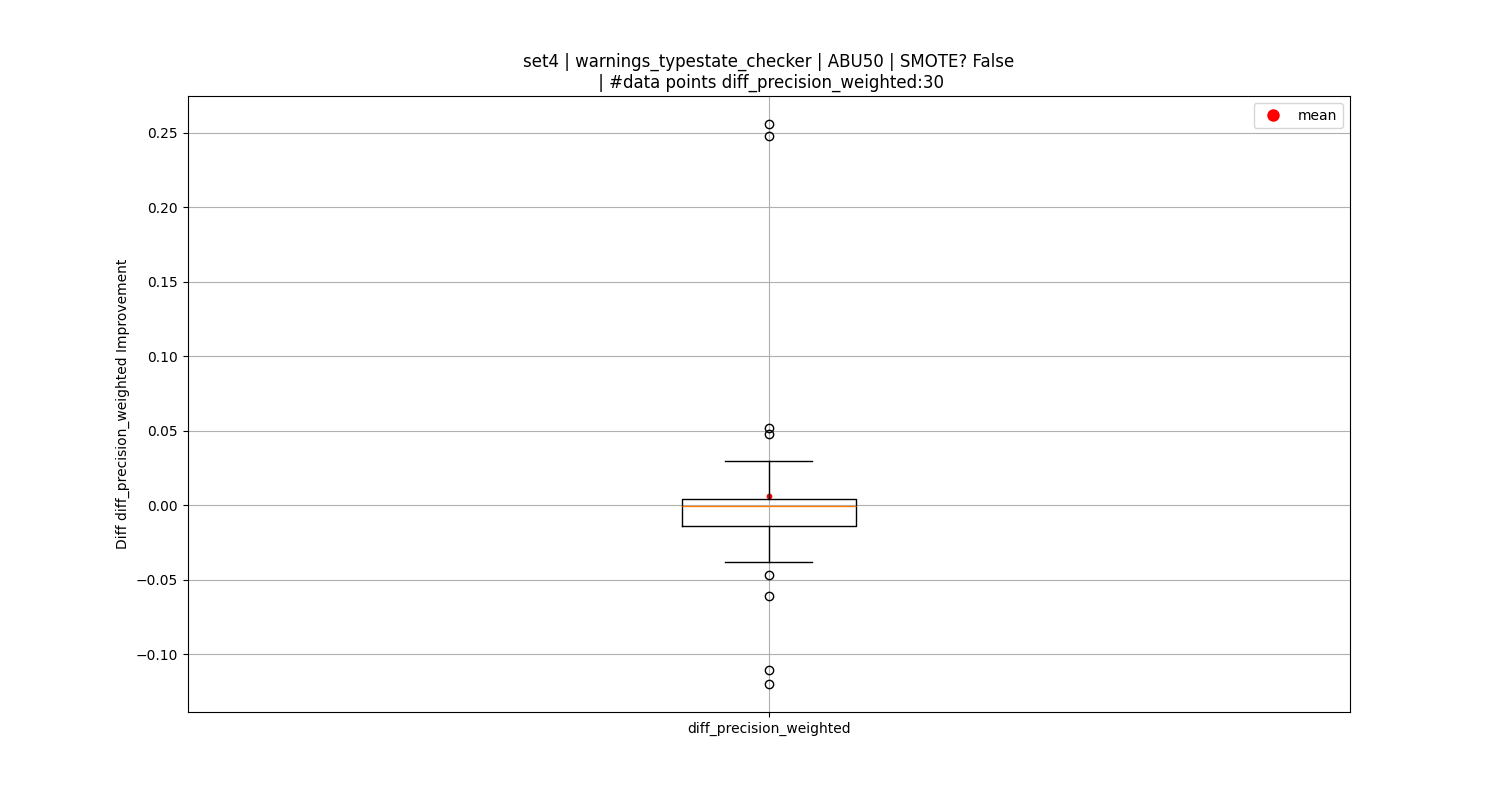 set4 | warnings_typestate_checker | ABU50 | SMOTE? False
| #data points diff_precision_weighted:30
mean
0.25
0.20
0.15
0.10
0.05
0.00
−0.05
−0.10
Diff diff_precision_weighted Improvement
diff_precision_weighted